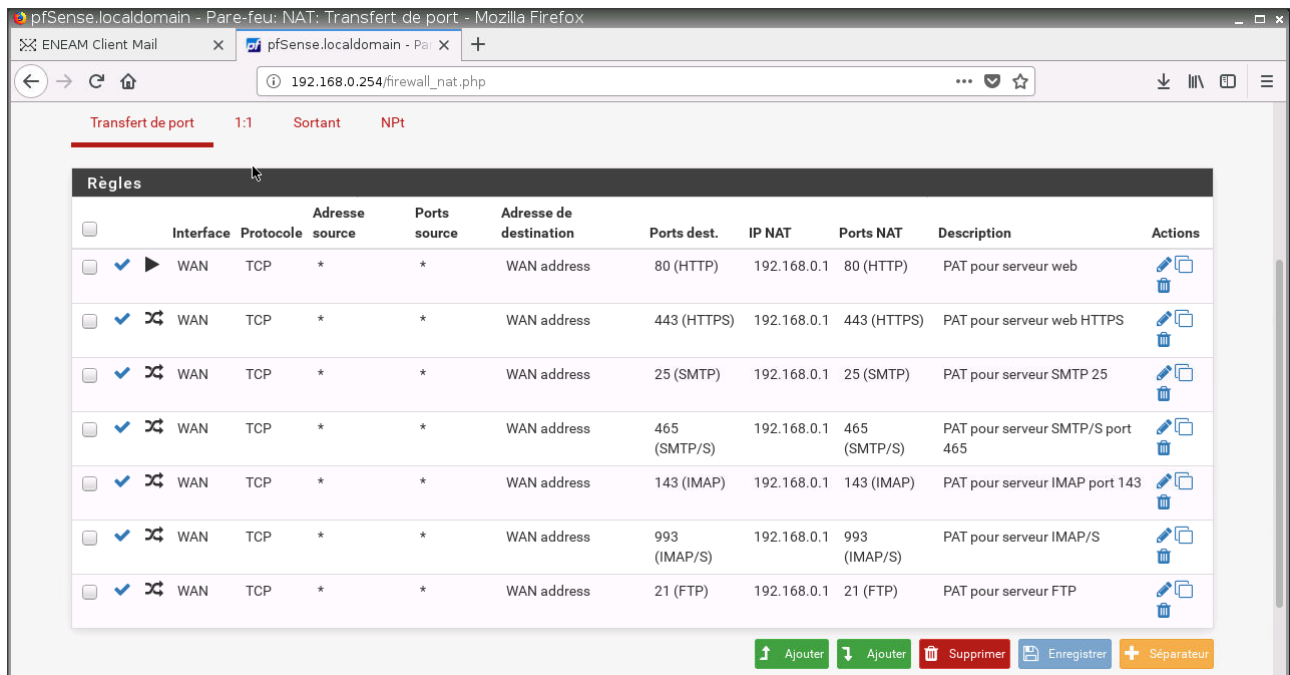 pfSense.localdomain - Pare-feu: NAT: Transfert de port - Mozilla Firefox
ENEAM Client Mail
pfSense.localdomain - Pa
192.168.0.254/firewall_nat.php
Transfert de port 1:1 Sortant NPt
Règles
Interface Protocole Adresse source Ports source Adresse de destination Ports dest. IP NAT Ports NAT Description Actions
WAN TCP * * WAN address 80 (HTTP) 192.168.0.1 80 (HTTP) PAT pour serveur web
WAN TCP * * WAN address 443 (HTTPS) 192.168.0.1 443 (HTTPS) PAT pour serveur web HTTPS
WAN TCP * * WAN address 25 (SMTP) 192.168.0.1 25 (SMTP) PAT pour serveur SMTP 25
WAN TCP * * WAN address 465 (SMTP/S) 192.168.0.1 465 (SMTP/S) PAT pour serveur SMTP/S port 465
WAN TCP * * WAN address 143 (IMAP) 192.168.0.1 143 (IMAP) PAT pour serveur IMAP port 143
WAN TCP * * WAN address 993 (IMAP/S) 192.168.0.1 993 (IMAP/S) PAT pour serveur IMAP/S
WAN TCP * * WAN address 21 (FTP) 192.168.0.1 21 (FTP) PAT pour serveur FTP
Ajouter Ajouter Supprimer Enregistrer Séparateur